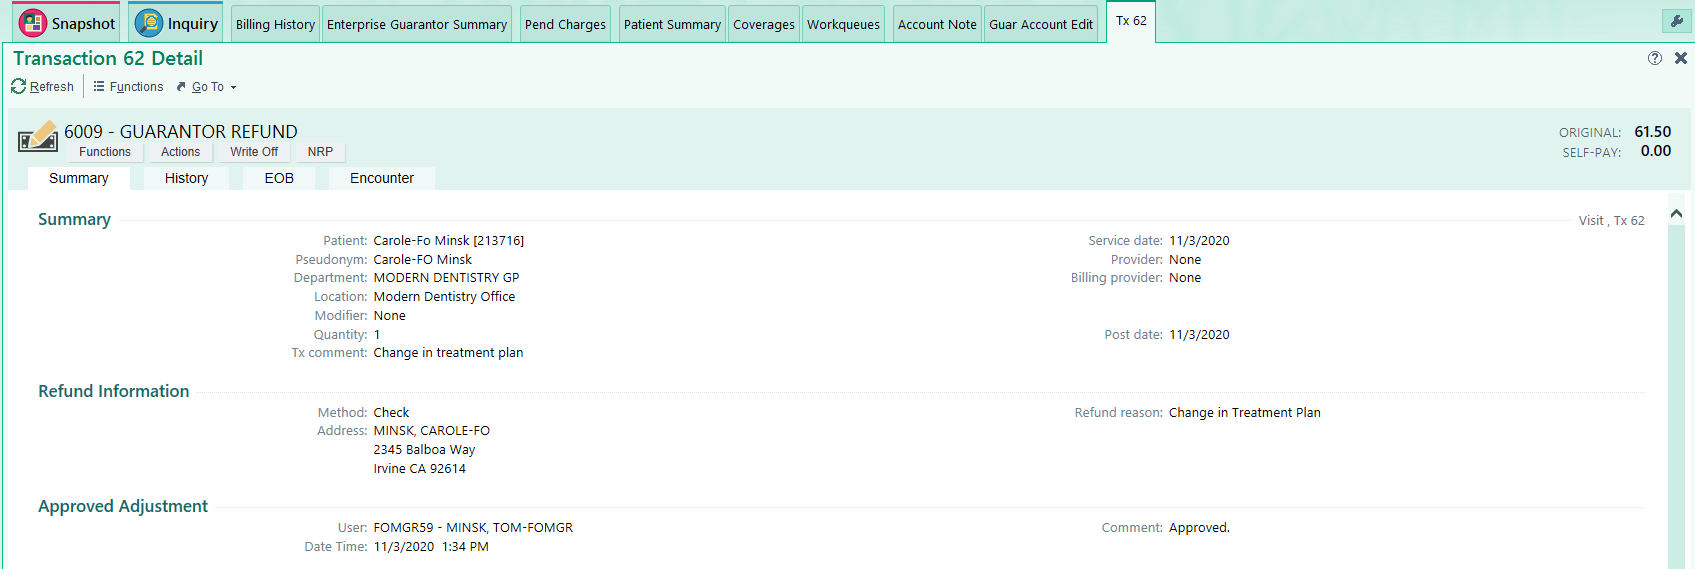 Snapshot Inquiry Billing History Enterprise Guarantor Summary Pend Charges Patient Summary Coverages Workqueues Account Note Guar Account Edit Tx 62
Transaction 62 Detail
Refresh Functions Go To
6009 - GUARANTOR REFUND
ORIGINAL: 61.50
Functions Actions Write Off NRP
SELF-PAY: 0.00
Summary History EOB Encounter
Summary Visit , Tx 62
Patient: Carole-Fo Minsk [213716] Service date: 11/3/2020
Pseudonym: Carole-FO Minsk Provider: None
Department: MODERN DENTISTRY GP Billing provider: None
Location: Modern Dentistry Office
Modifier: None
Quantity: 1 Post date: 11/3/2020
Tx comment: Change in treatment plan
Refund Information
Method: Check Refund reason: Change in Treatment Plan
Address: MINSK, CAROLE-FO
2345 Balboa Way
Irvine CA 92614
Approved Adjustment
User: FOMGR59 - MINSK, TOM-FOMGR Comment: Approved.
Date Time: 11/3/2020 1:34 PM